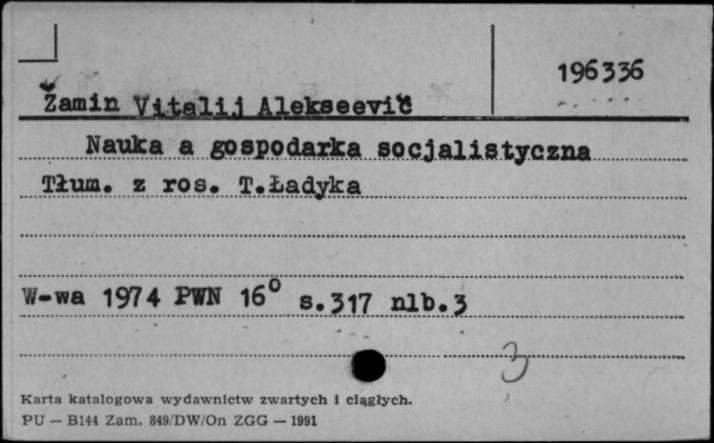 196336
Žamin Vitalij Alekseevič
Nauka a gospodarka socjalistyczna
Tłum. z ros. T.Ładyka
W-wa 1974 PWN 16° s.317 nlb.3
3
Karta katalogowa wydawnictw zwartych i ciągłych.
PU — B144 Zam. 849/DW/On ZGG — 1991